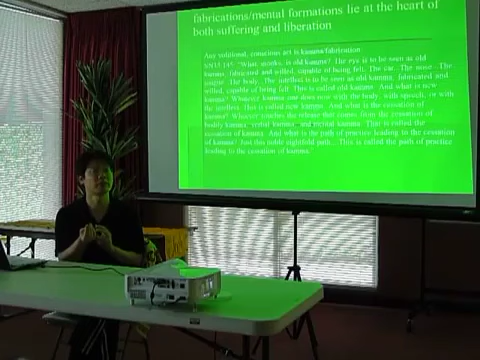 fabrications/mental formations lie at the heart of
both suffering and liberation
Any volitional, conscious act is kamma/fabrication
SN35.145: "What, monks, is old kamma? The eye is to be seen as old
kamma, fabricated and willed, capable of being felt. The ear...The nose...The
tongue...The body...The intellect is to be seen as old kamma, fabricated and
willed, capable of being felt. This is called old kamma. And what is new
kamma? Whatever kamma one does now with the body, with speech, or with
the intellect. This is called new kamma. And what is the cessation of
kamma? Whoever touches the release that comes from the cessation of
bodily kamma, verbal kamma, and mental kamma. That is called the
cessation of kamma. And what is the path of practice leading to the cessation
of kamma? Just this noble eightfold path... This is called the path of practice
leading to the cessation of kamma."